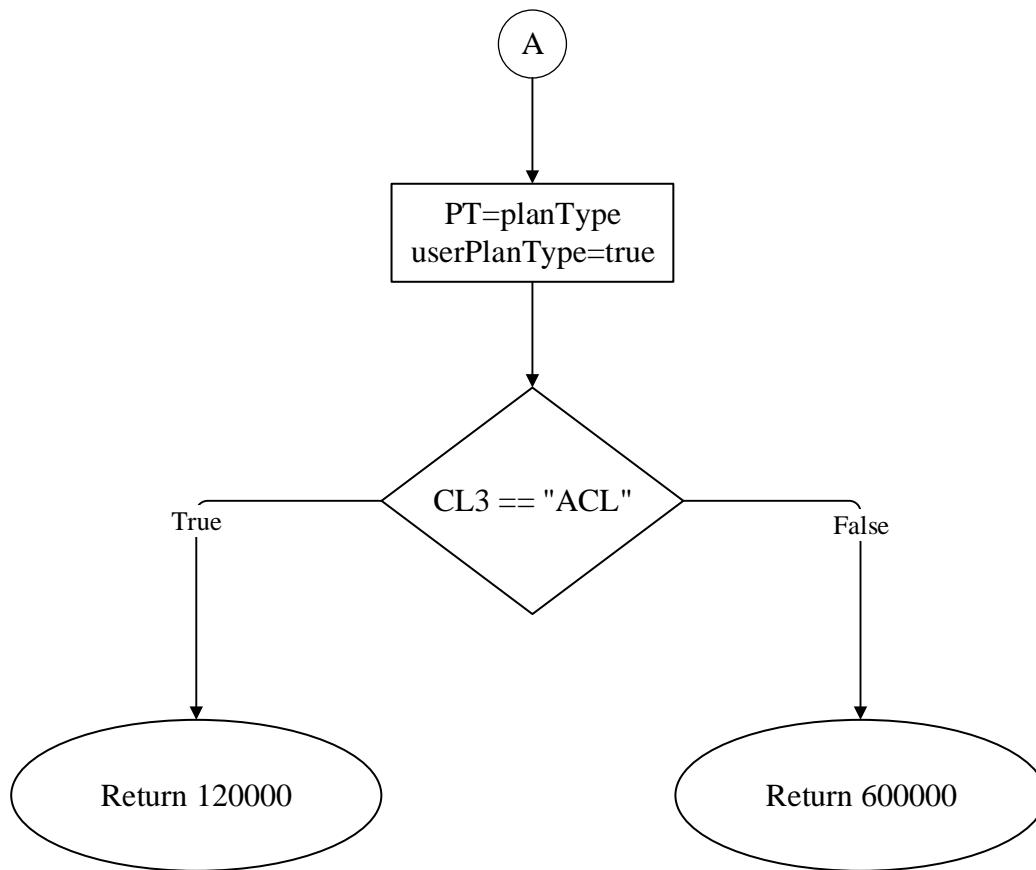 A
PT=planType
userPlanType=true
CL3 == "ACL"
True
False
Return 120000
Return 600000